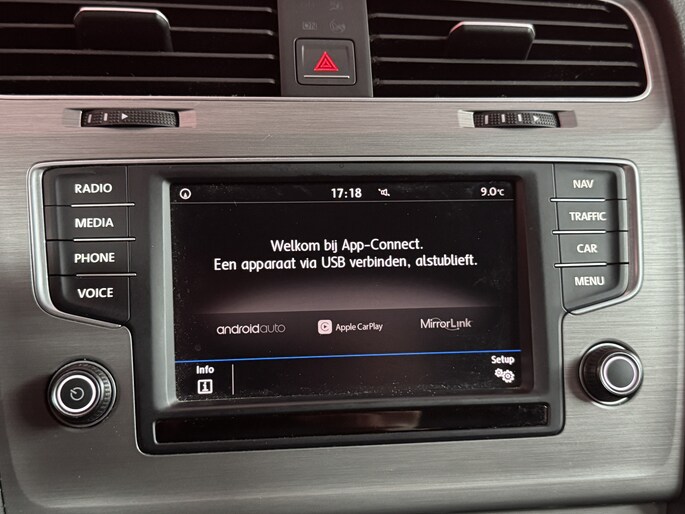 RADIO
MEDIA
PHONE
VOICE
17:18
9.0°C
Welkom bij App-Connect.
Een apparaat via USB verbinden, alstublieft.
androidauto
Apple CarPlay
MirrorLink
Info
Setup
NAV
TRAFFIC
CAR
MENU